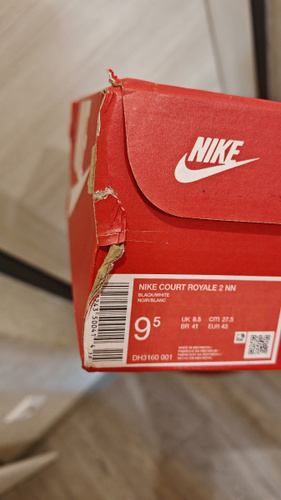 NIKE
NIKE COURT ROYALE 2 NN
BLACK/WHITE
NOIR/BLANC
9.5
UK 8.5 cm 27.5
BR 41 EUR 43
DH3160 001